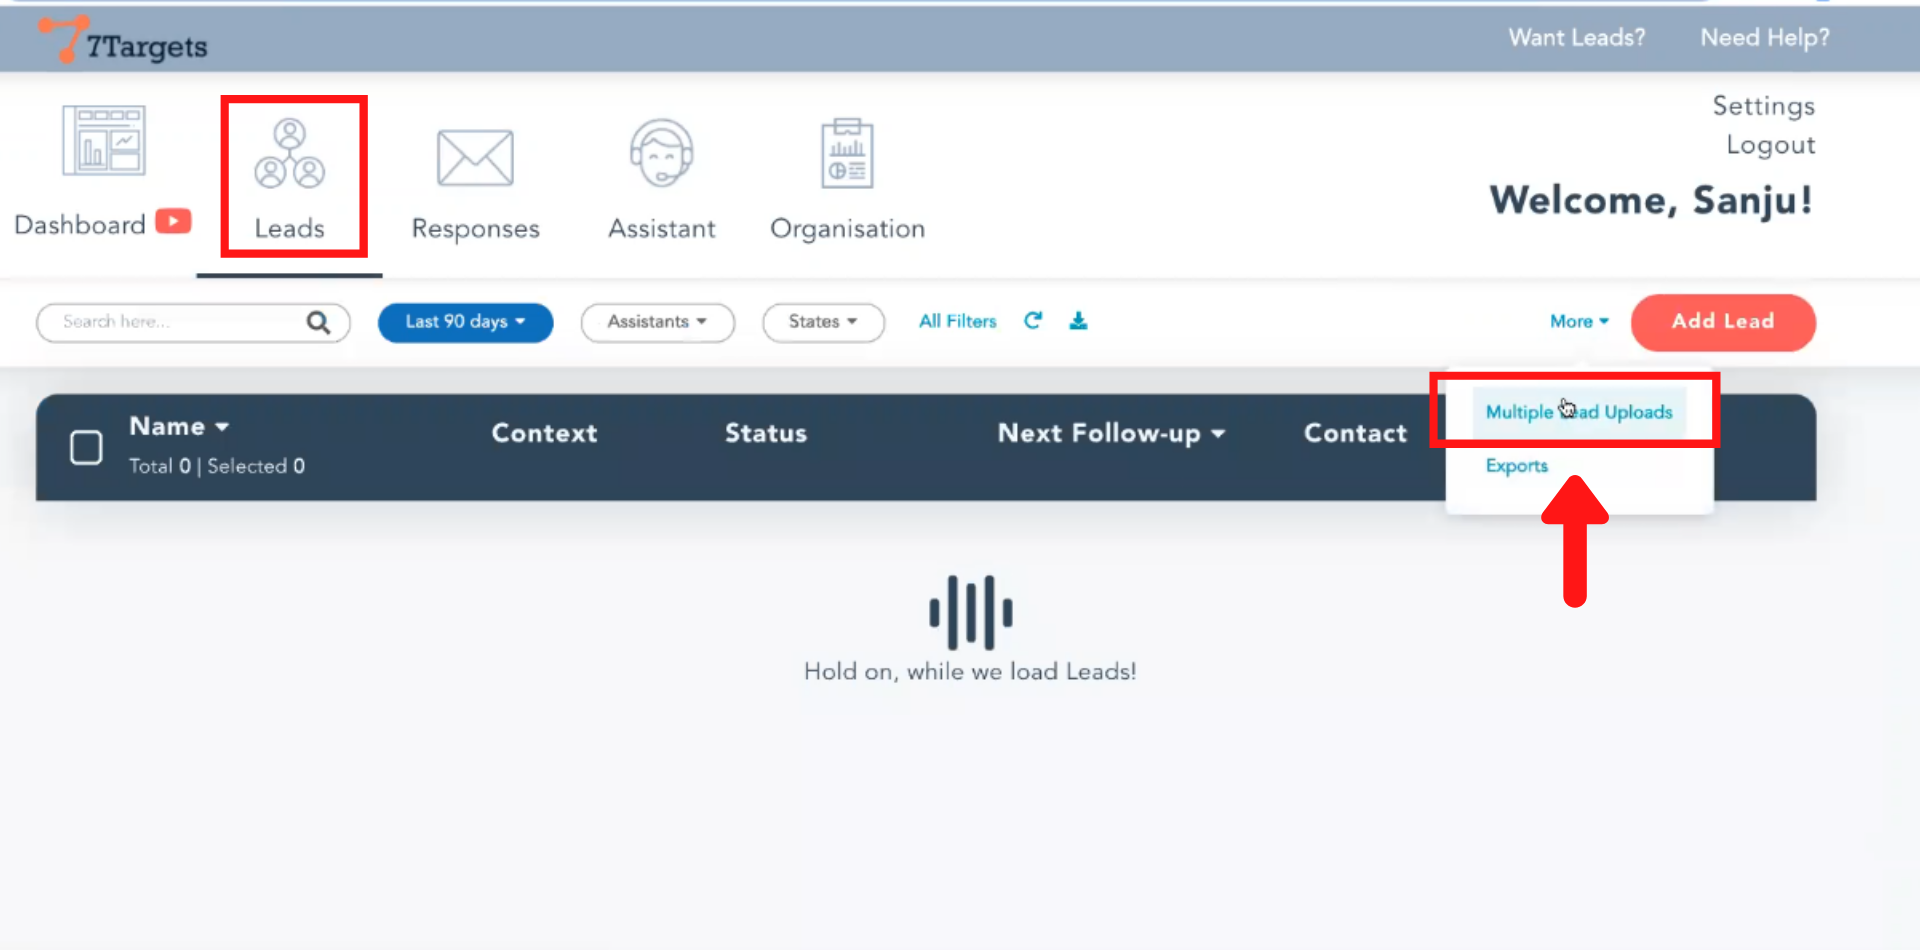 7Targets
Want Leads?
Need Help?
Settings
Logout
Welcome, Sanju!
Dashboard
Leads
Responses
Assistant
Organisation
Search here...
Last 90 days
Assistants
States
All Filters
More
Add Lead
Multiple Lead Uploads
Exports
Name
Total 0 | Selected 0
Context
Status
Next Follow-up
Contact
Hold on, while we load Leads!